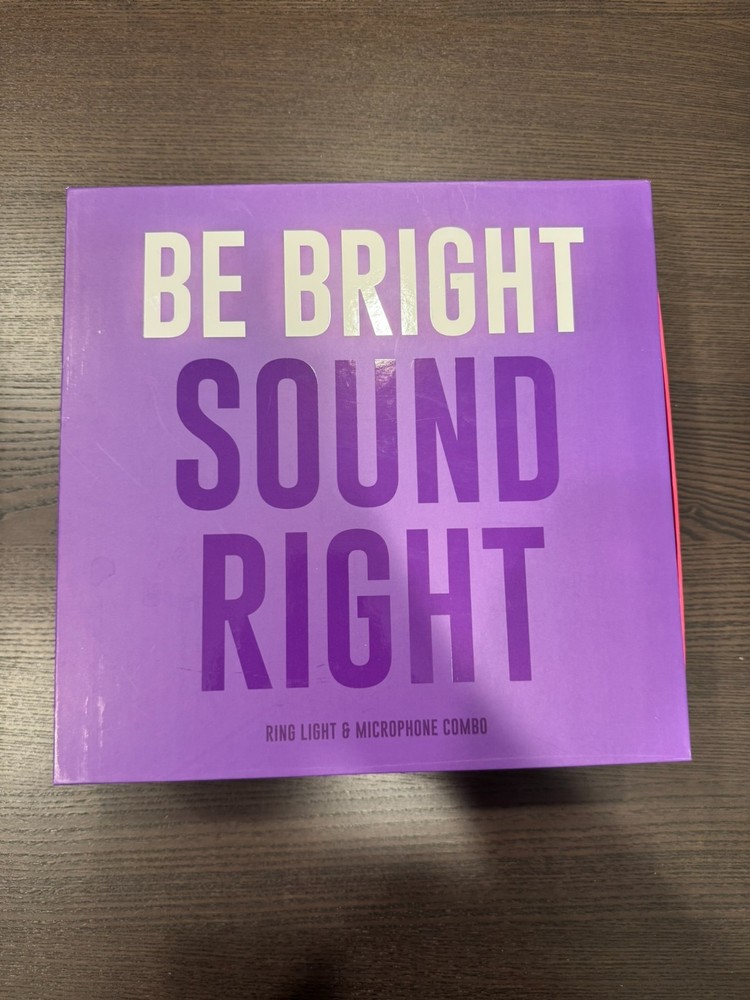 BE BRIGHT
SOUND
RIGHT
RING LIGHT & MICROPHONE COMBO